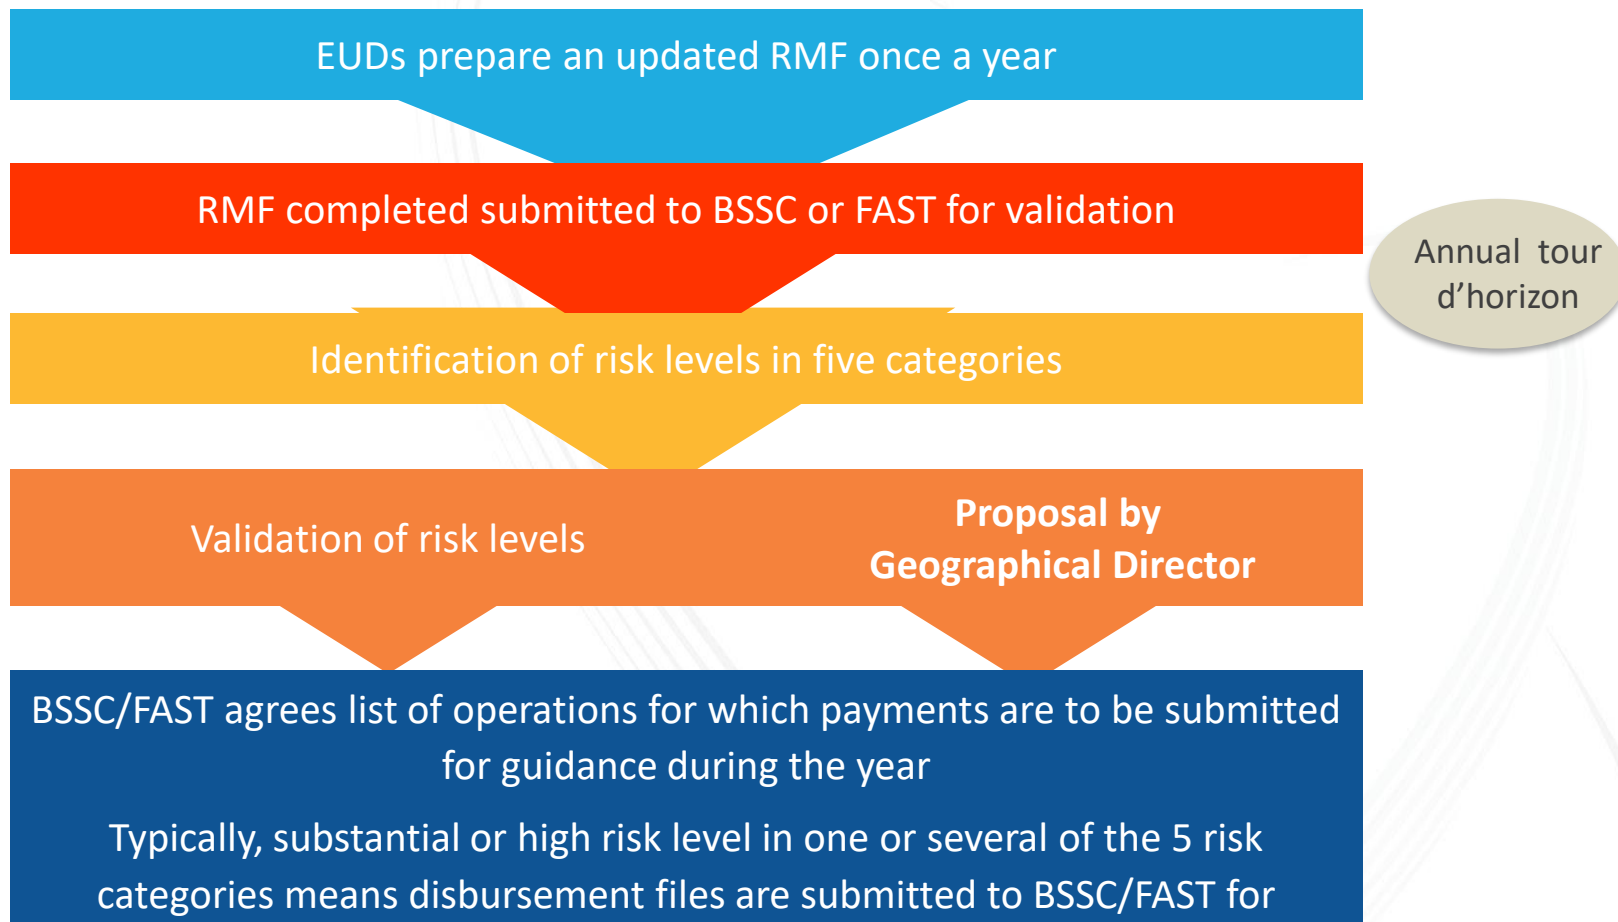 EUDs prepare an updated RMF once a year
RMF completed submitted to BSSC or FAST for validation
Annual tour
d’horizon
Identification of risk levels in five categories
Validation of risk levels
Proposal by
Geographical Director
BSSC/FAST agrees list of operations for which payments are to be submitted
for guidance during the year
Typically, substantial or high risk level in one or several of the 5 risk
categories means disbursement files are submitted to BSSC/FAST for